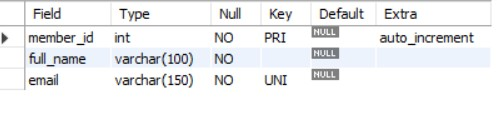 Field Type Null Key Default Extra
member_id int NO PRI NULL auto_increment
full_name varchar(100) NO NULL
email varchar(150) NO UNI NULL